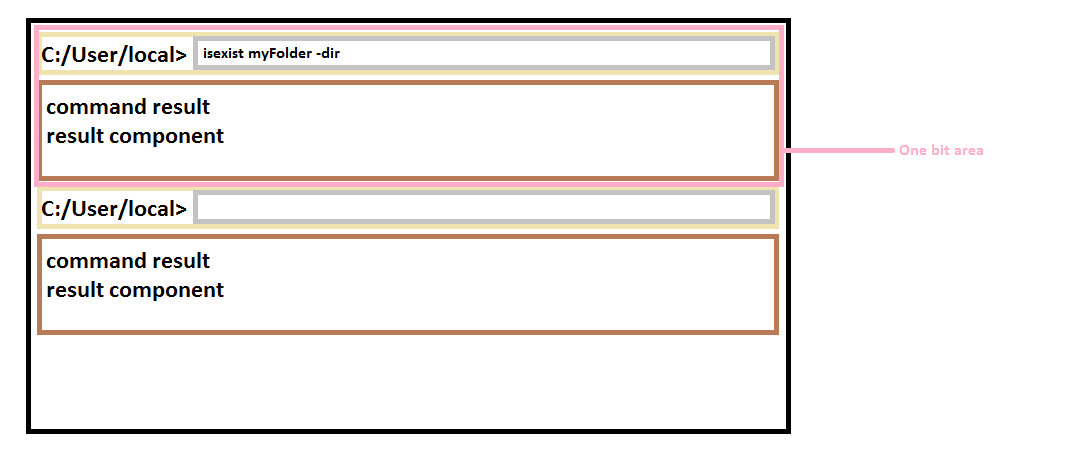 C:/User/local> isexist myFolder -dir
command result
result component
One bit area
C:/User/local>
command result
result component